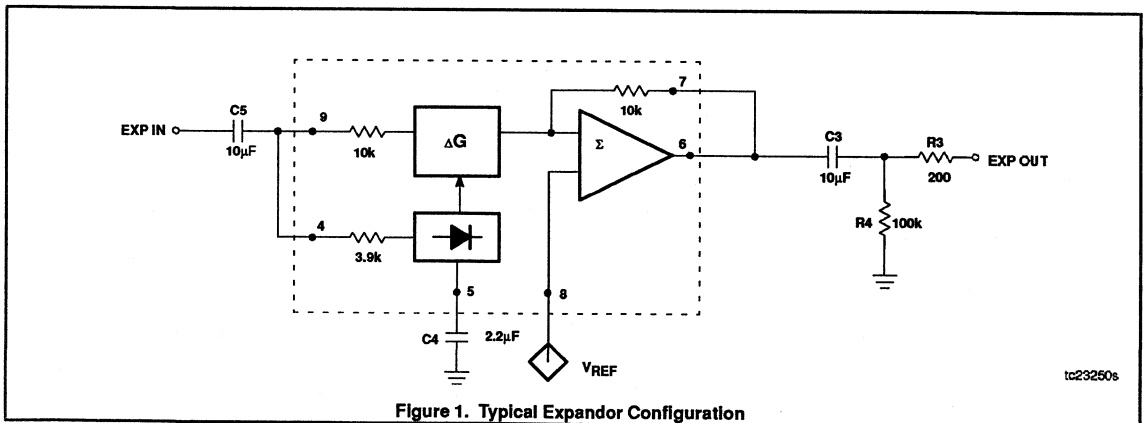 7
C5
9
10k
C3
EXP IN
ΔG
Σ
6
R3
10μF
10k
EXP OUT
10μF
200
4
R4
100k
3.9k
5
8
C4
2.2μF
VREF
tc23250s
Figure 1. Typical Expandor Configuration